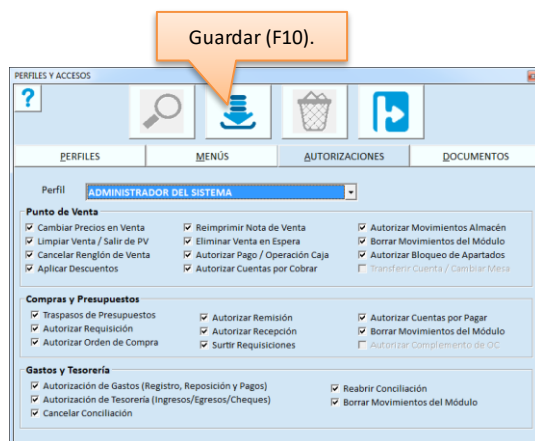 Guardar (F10).
PERFILES Y ACCESOS
?
PERFILES MENÚS AUTORIZACIONES DOCUMENTOS
Perfil ADMINISTRADOR DEL SISTEMA
Punto de Venta
Cambiar Precios en Venta Reimprimir Nota de Venta Autorizar Movimientos Almacén
Limpiar Venta / Salir de PV Eliminar Venta en Espera Borrar Movimientos del Módulo
Cancelar Renglón de Venta Autorizar Pago / Operación Caja Autorizar Bloqueo de Apartados
Aplicar Descuentos Autorizar Cuentas por Cobrar Transferir Cuenta / Cambiar Mesa
Compras y Presupuestos
Traspasos de Presupuestos Autorizar Remisión Autorizar Cuentas por Pagar
Autorizar Requisición Autorizar Recepción Borrar Movimientos del Módulo
Autorizar Orden de Compra Surtir Requisiciones Autorizar Complemento de OC
Gastos y Tesorería
Autorización de Gastos (Registro, Reposición y Pagos) Reabrir Conciliación
Autorización de Tesorería (Ingresos/Egresos/Cheques) Borrar Movimientos del Módulo
Cancelar Conciliación